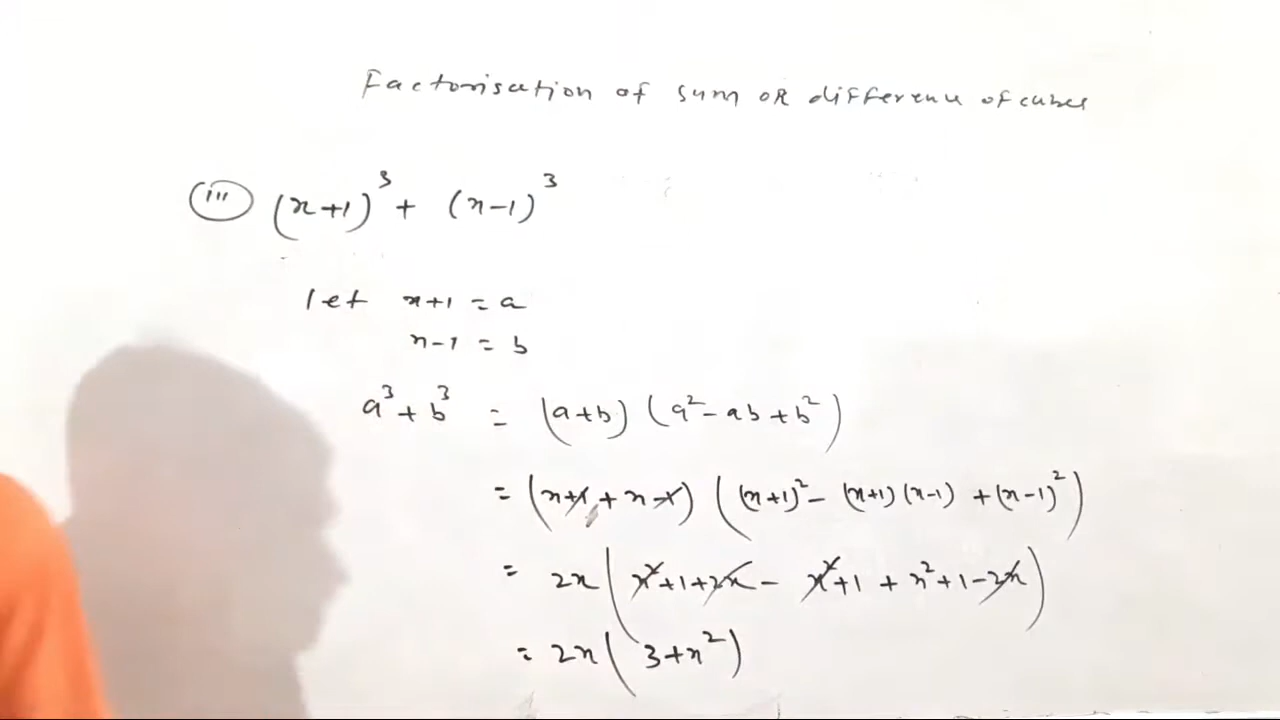 Factorisation of sum OR difference of cubes
(iii) (x+1)³ + (x-1)³
let x+1 = a
x-1 = b
a³ + b³ = (a+b) (a² - ab + b²)
= (x+1 + x-1) ((x+1)² - (x+1)(x-1) + (x-1)²)
= 2x (x²+1+2x - x²+1 + x²+1-2x)
= 2x (3+x²)